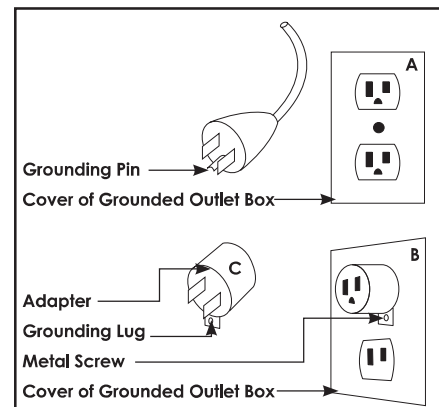 A
Grounding Pin
Cover of Grounded Outlet Box
C
B
Adapter
Grounding Lug
Metal Screw
Cover of Grounded Outlet Box